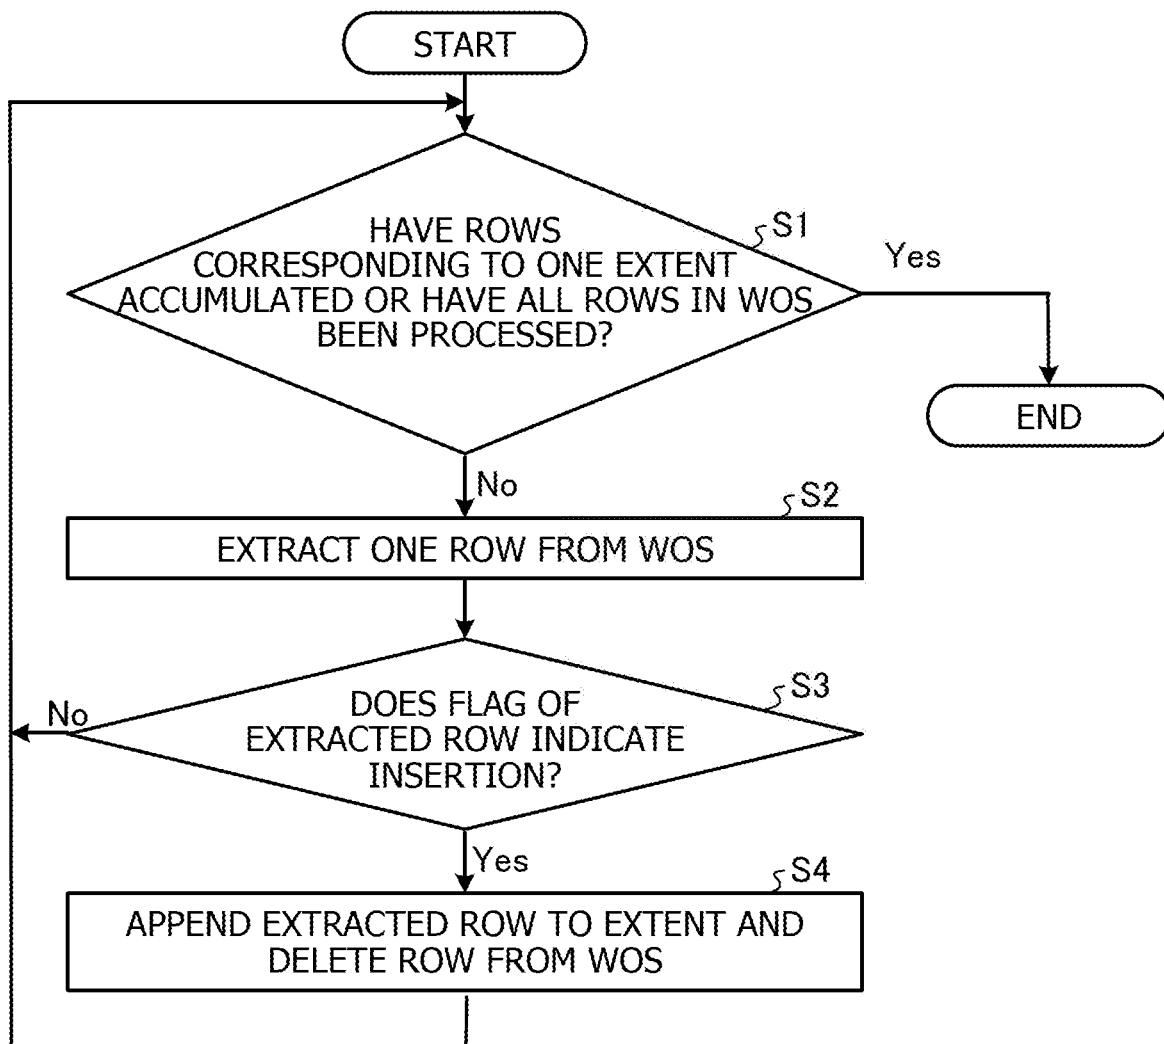 START
HAVE ROWS
CORRESPONDING TO ONE EXTENT
ACCUMULATED OR HAVE ALL ROWS IN WOS
BEEN PROCESSED?
S1
Yes
END
No
S2
EXTRACT ONE ROW FROM WOS
S3
DOES FLAG OF
EXTRACTED ROW INDICATE
INSERTION?
No
Yes
S4
APPEND EXTRACTED ROW TO EXTENT AND
DELETE ROW FROM WOS